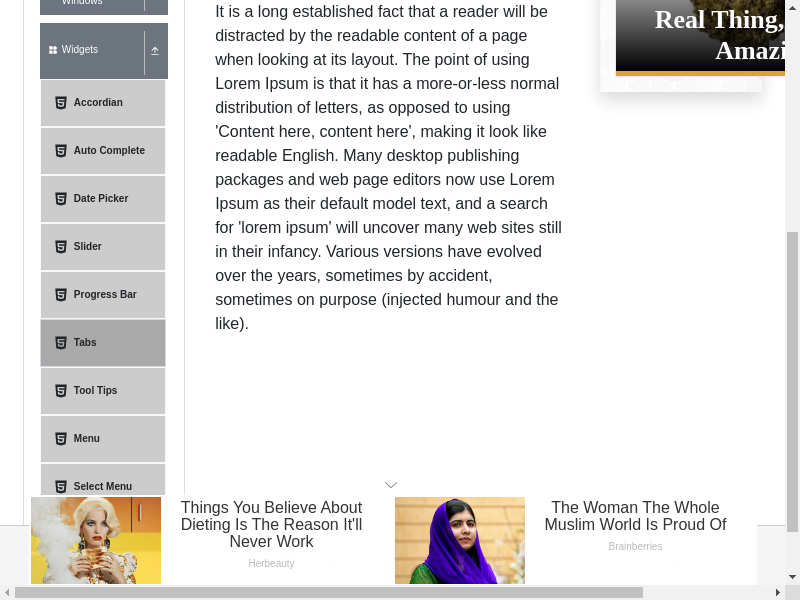 Windows
Widgets
Accordian
Auto Complete
Date Picker
Slider
Progress Bar
Tabs
Tool Tips
Menu
Select Menu
It is a long established fact that a reader will be
distracted by the readable content of a page
when looking at its layout. The point of using
Lorem Ipsum is that it has a more-or-less normal
distribution of letters, as opposed to using
'Content here, content here', making it look like
readable English. Many desktop publishing
packages and web page editors now use Lorem
Ipsum as their default model text, and a search
for 'lorem ipsum' will uncover many web sites still
in their infancy. Various versions have evolved
over the years, sometimes by accident,
sometimes on purpose (injected humour and the
like).
Real Thing,
Amazi
Things You Believe About
Dieting Is The Reason It'll
Never Work
Herbeauty
The Woman The Whole
Muslim World Is Proud Of
Brainberries